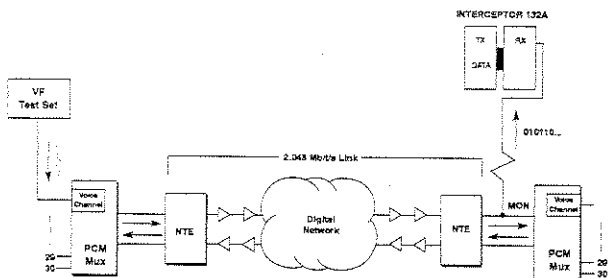 INTERCEPTOR 132A
TX
RX
DATA
VF
Test Set
010110...
2.048 Mb/t/s Link
Voice
Channel
NTE
Digital
Network
NTE
MON
Voice
Channel
29
30
PCM
Mux
PCM
Mux
29
30